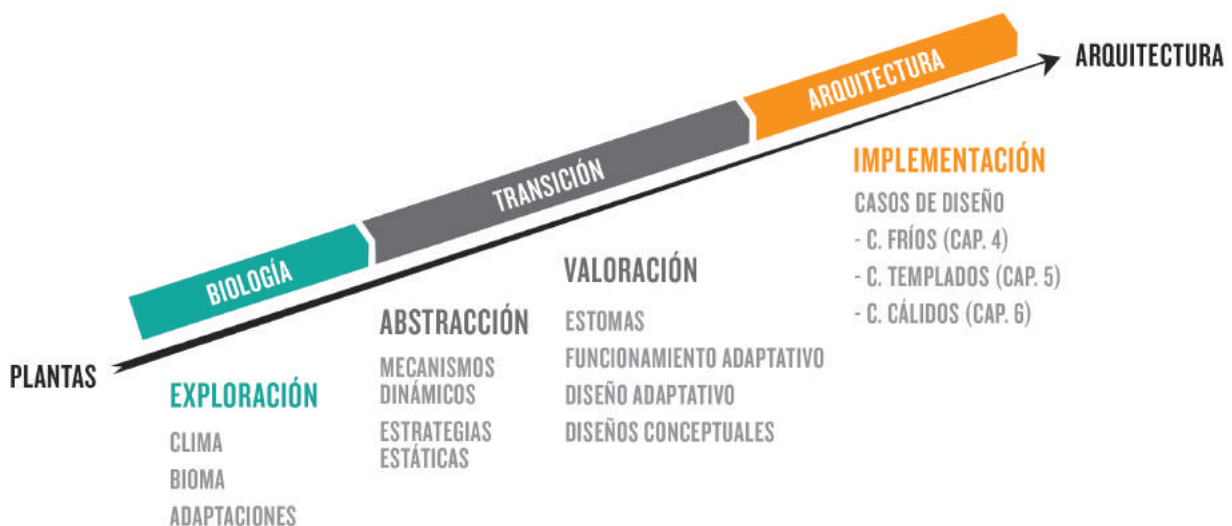 PLANTAS
BIOLOGÍA
TRANSICIÓN
ARQUITECTURA
ARQUITECTURA
EXPLORACIÓN
CLIMA
BIOMA
ADAPTACIONES
ABSTRACCIÓN
MECANISMOS
DINÁMICOS
ESTRATEGIAS
ESTÁTICAS
VALORACIÓN
ESTOMAS
FUNCIONAMIENTO ADAPTATIVO
DISEÑO ADAPTATIVO
DISEÑOS CONCEPTUALES
IMPLEMENTACIÓN
CASOS DE DISEÑO
- C. FRÍOS (CAP. 4)
- C. TEMPLADOS (CAP. 5)
- C. CÁLIDOS (CAP. 6)